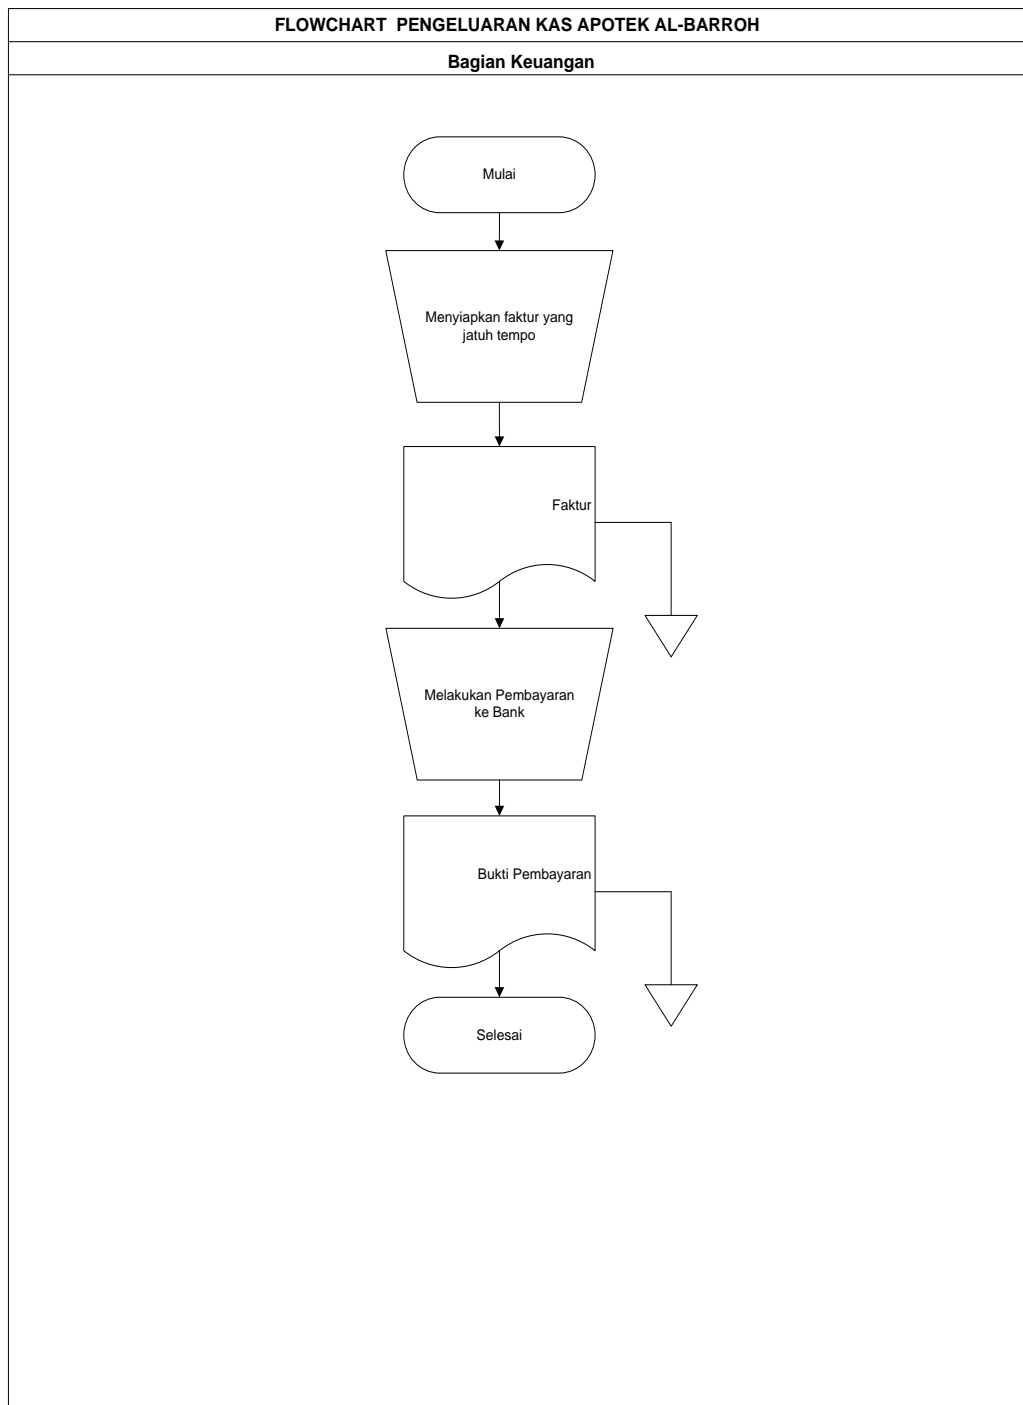 FLOWCHART  PENGELUARAN KAS APOTEK AL-BARROH
Bagian Keuangan
Mulai
Menyiapkan faktur yang
jatuh tempo
Faktur
Melakukan Pembayaran
ke Bank
Bukti Pembayaran
Selesai